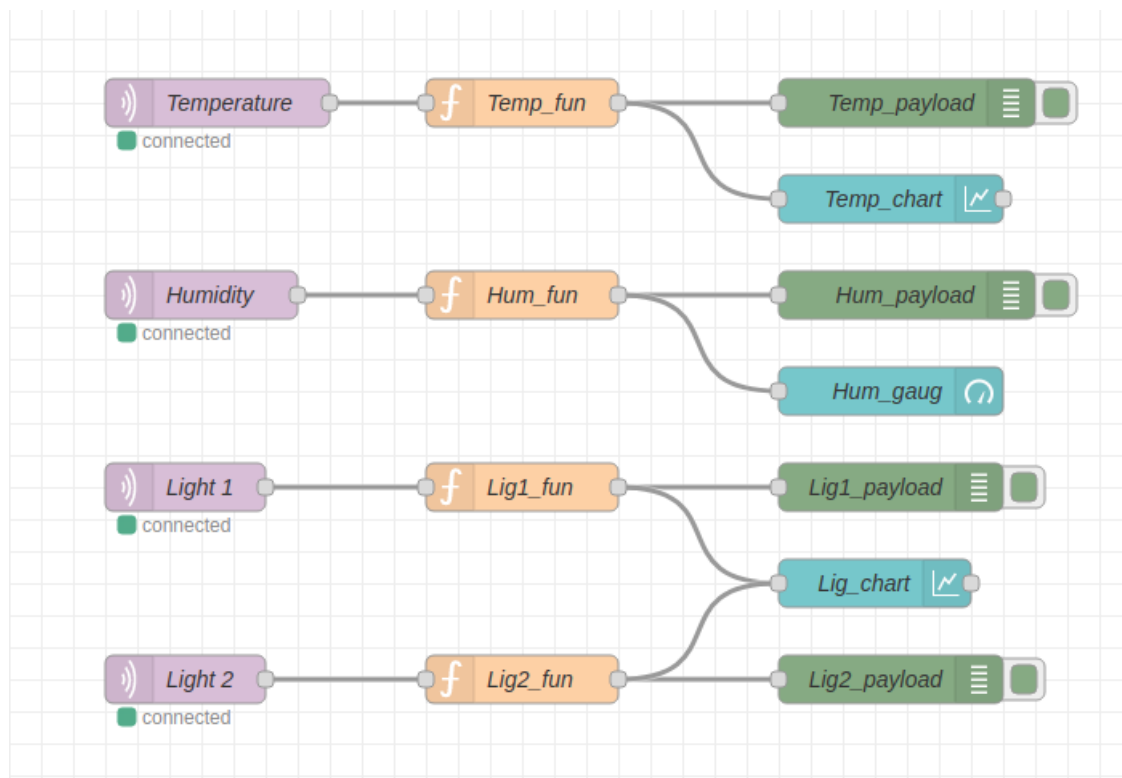 Temperature
Temp_fun
Temp_payload
connected
Temp_chart
Humidity
Hum_fun
Hum_payload
connected
Hum_gaug
Light 1
Lig1_fun
Lig1_payload
connected
Lig_chart
Light 2
Lig2_fun
Lig2_payload
connected